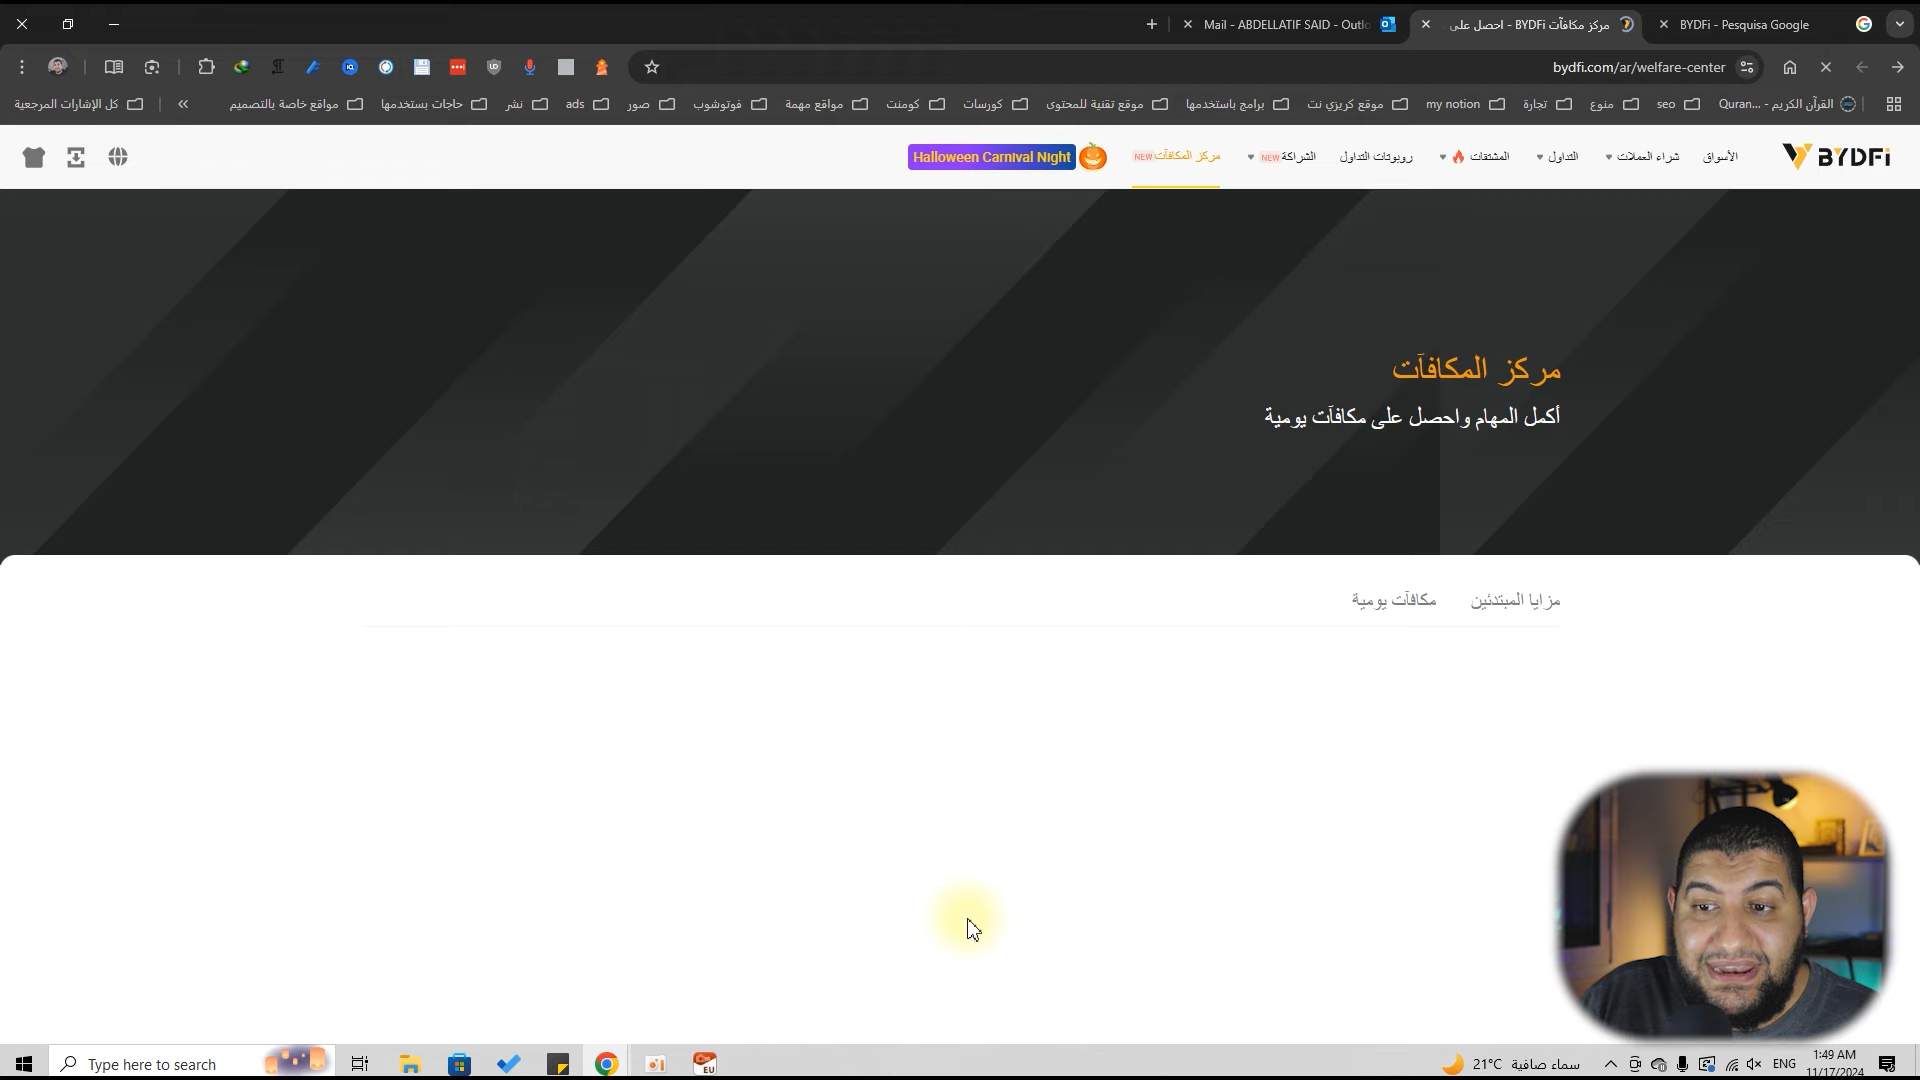 BYDFi - Pesquisa Google
مركز مكافآت BYDFi - احصل على
Mail - ABDELLATIF SAID - Outlo
bydfi.com/ar/welfare-center
القرآن الكريم - ...Quran
seo
منوع
تجارة
my notion
موقع كريزي نت
برامج باستخدمها
موقع تقنية للمحتوى
كورسات
كومنت
مواقع مهمة
فوتوشوب
صور
ads
نشر
حاجات بستخدمها
مواقع خاصة بالتصميم
«
كل الإشارات المرجعية
BYDFi
الأسواق
شراء العملات
التداول
المشتقات
روبوتات التداول
الشراكة NEW
مركز المكافآت NEW
Halloween Carnival Night
مركز المكافآت
أكمل المهام واحصل على مكافآت يومية
مزايا المبتدئين
مكافآت يومية
Type here to search
EU
21°C سماء صافية
ENG
1:49 AM
11/17/2024